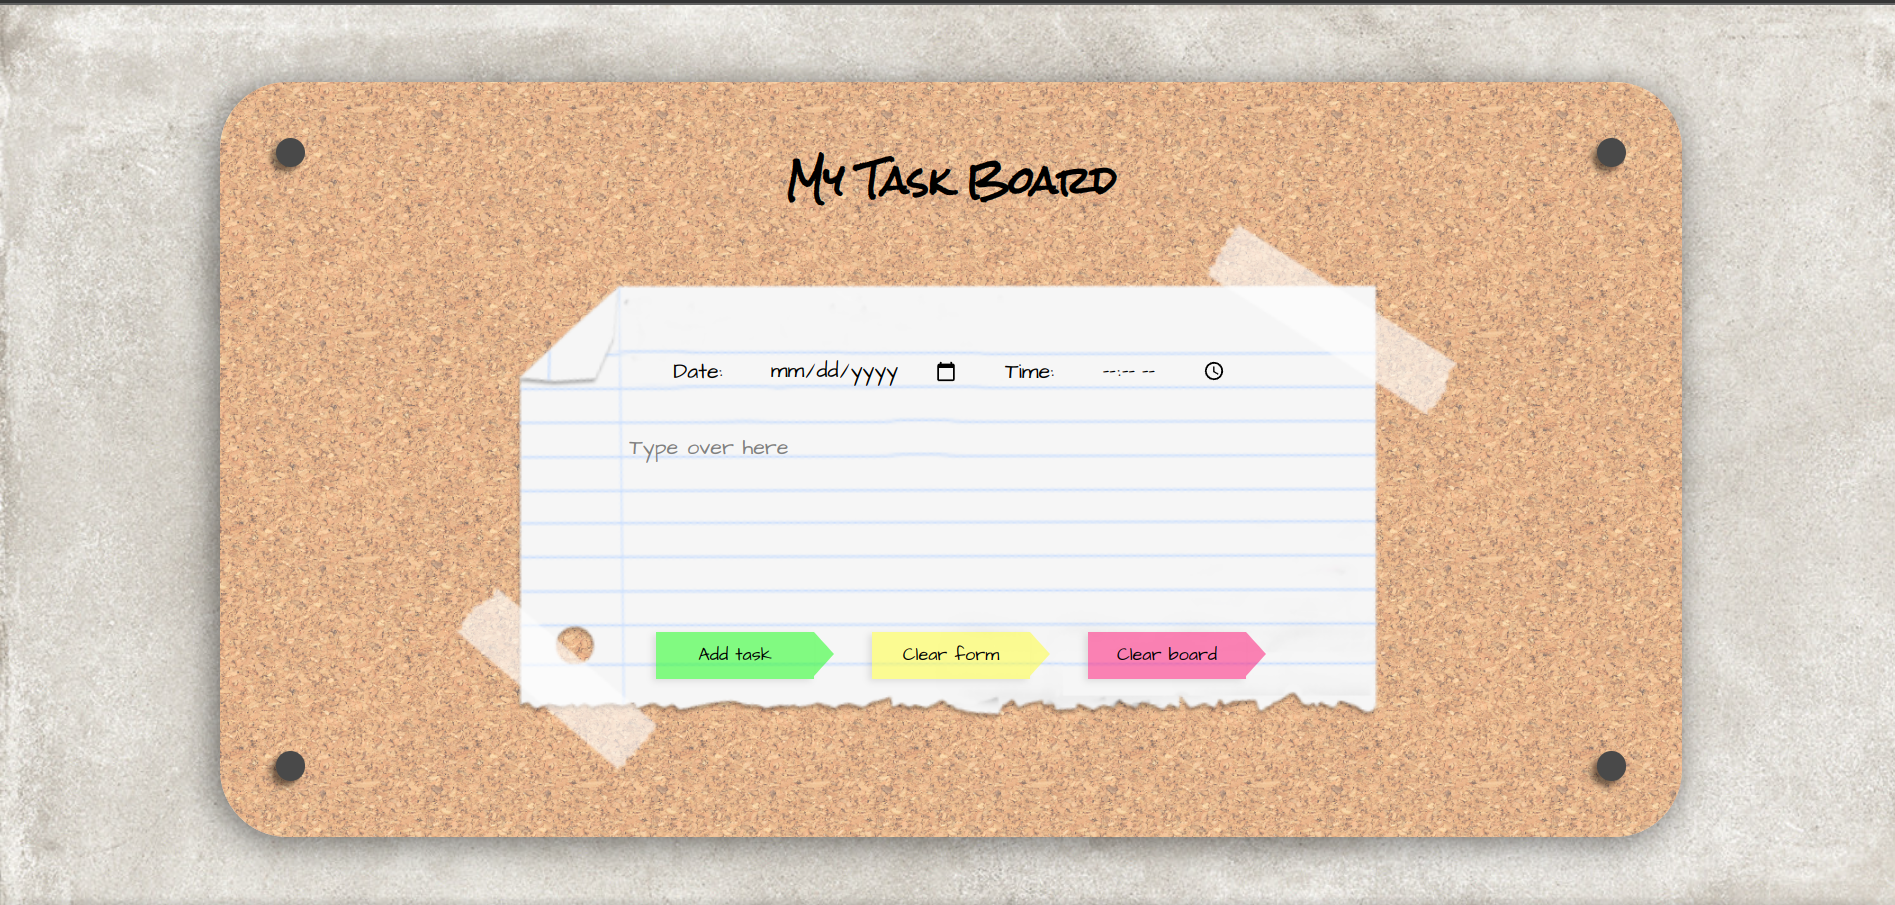 My Task Board
Date: mm/dd/yyyy Time: --:-- --
Type over here
Add task Clear form Clear board